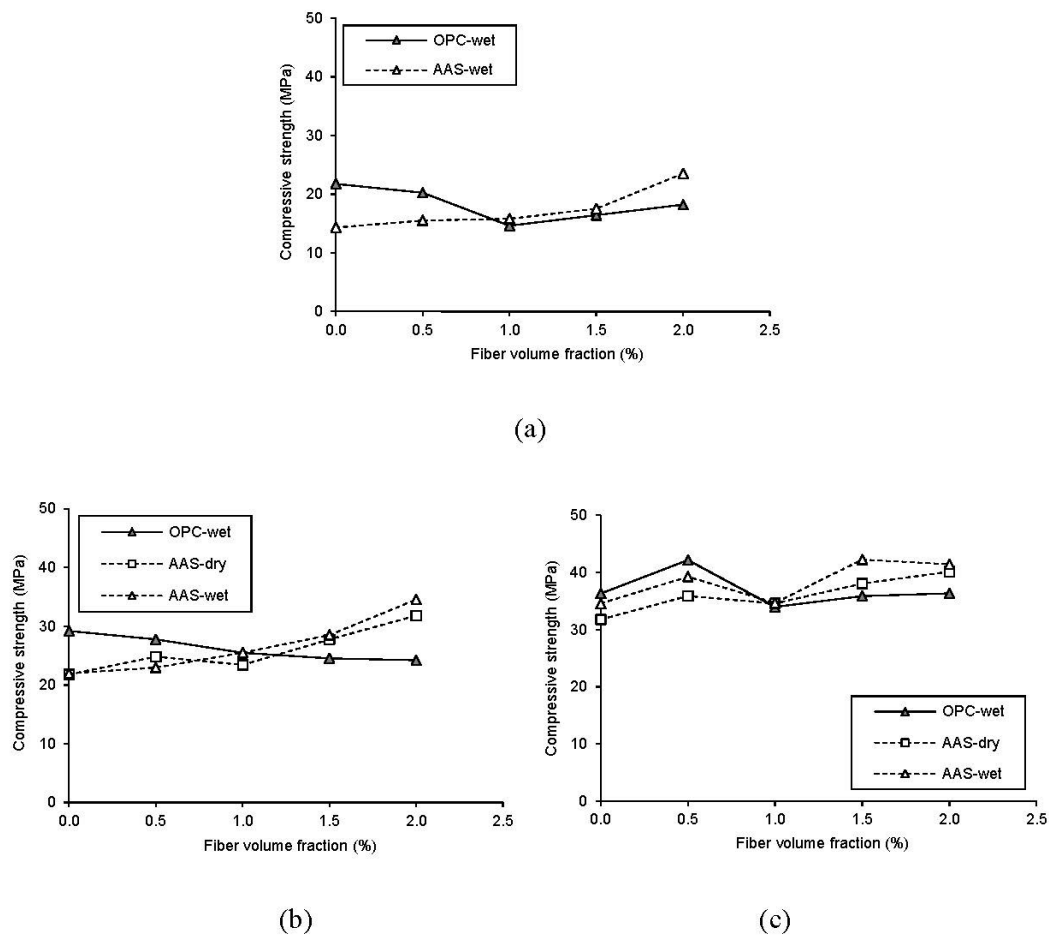 50
40
30
20
10
0
Compressive strength (MPa)
OPC-wet
AAS-wet
0.0 0.5 1.0 1.5 2.0 2.5
Fiber volume fraction (%)
(a)
50
40
30
20
10
0
Compressive strength (MPa)
OPC-wet
AAS-dry
AAS-wet
0.0 0.5 1.0 1.5 2.0 2.5
Fiber volume fraction (%)
(b)
50
40
30
20
10
0
Compressive strength (MPa)
OPC-wet
AAS-dry
AAS-wet
0.0 0.5 1.0 1.5 2.0 2.5
Fiber volume fraction (%)
(c)